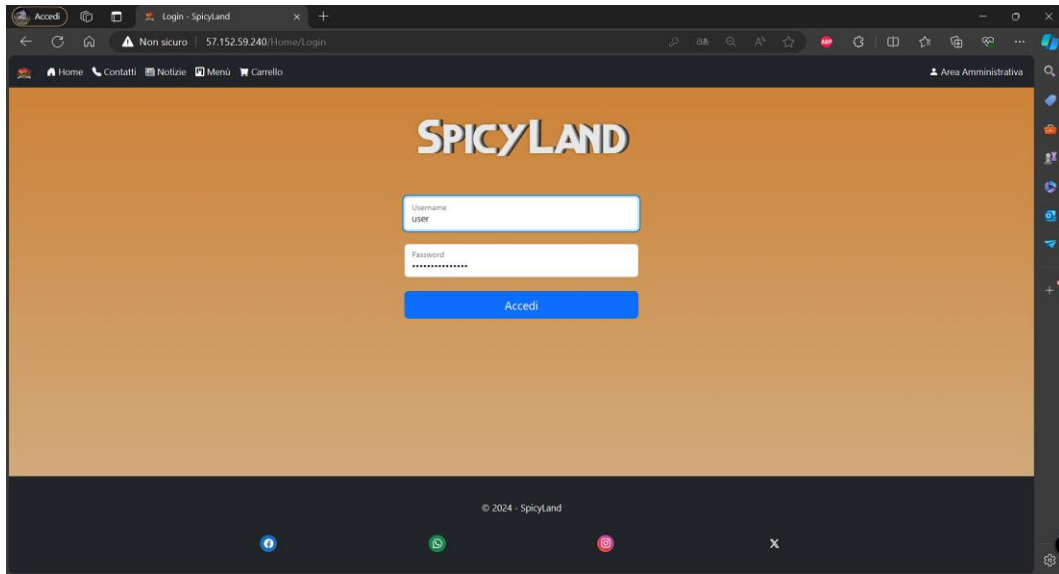 Accedi
Login - SpicyLand
Non sicuro 57.152.59.240/Home/Login
Home Contatti Notizie Menù Carrello Area Amministrativa
SPICYLAND
Username
user
Password
Accedi
© 2024 - SpicyLand